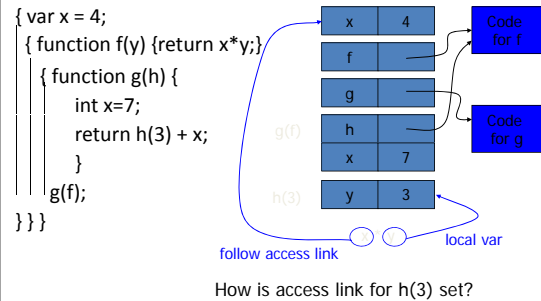 { var x = 4;
{ function f(y) {return x*y;}
{ function g(h) {
int x=7;
return h(3) + x;
}
g(f);
} } }
x 4
f
g
g(f)
h
x 7
h(3)
y 3
Code
for f
Code
for g
follow access link
local var
How is access link for h(3) set?